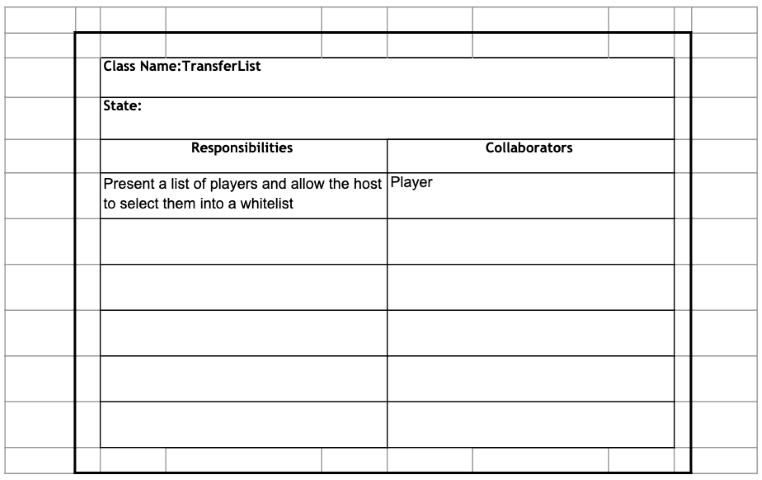 Class Name:TransferList
State:
Responsibilities
Collaborators
Present a list of players and allow the host
to select them into a whitelist
Player